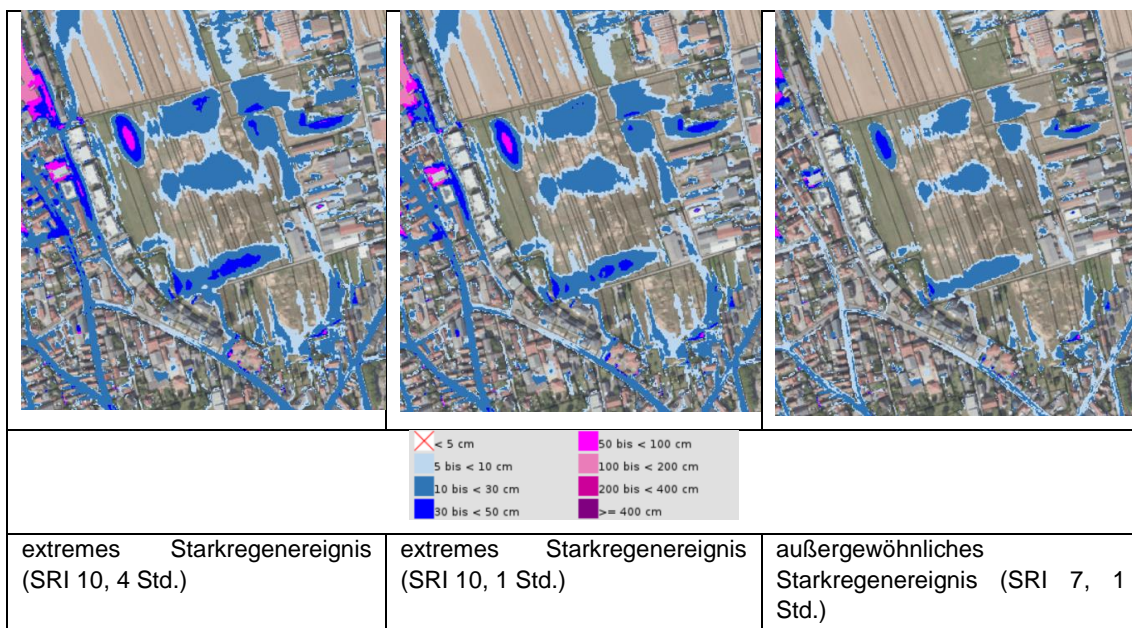 < 5 cm
5 bis < 10 cm
10 bis < 30 cm
30 bis < 50 cm
50 bis < 100 cm
100 bis < 200 cm
200 bis < 400 cm
>= 400 cm
extremes Starkregenereignis
(SRI 10, 4 Std.)
extremes Starkregenereignis
(SRI 10, 1 Std.)
außergewöhnliches
Starkregenereignis (SRI 7, 1
Std.)